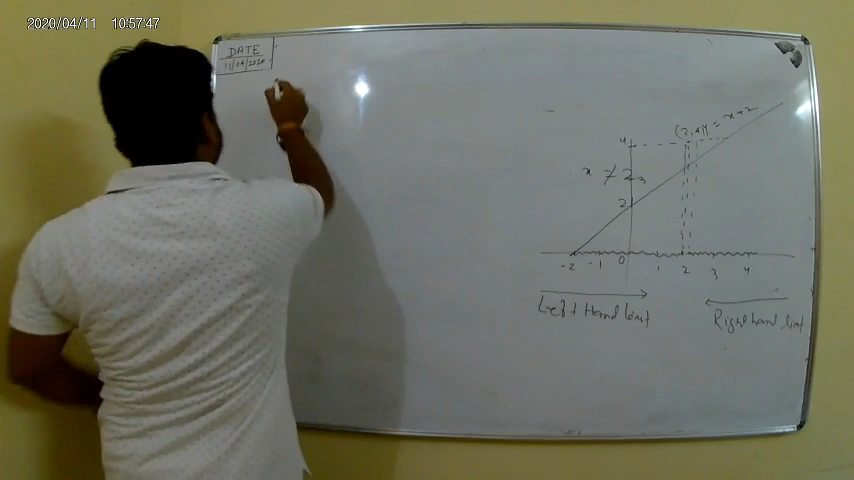 2020/04/11 10:57:47
DATE
11/04/2020
4
(2,4) y = x+2
x ≠ 2
2
-2 -1 0 1 2 3 4
Left Hand limit
Right hand limit